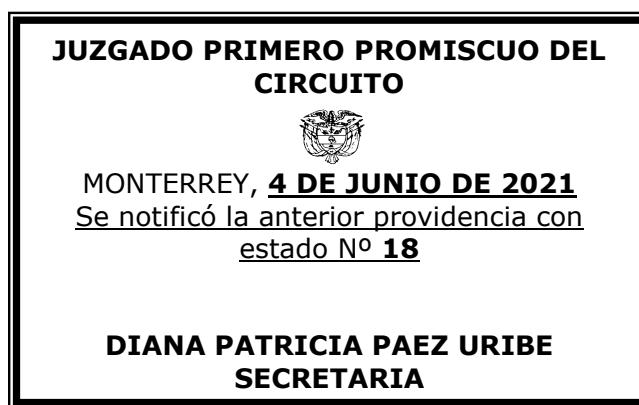 JUZGADO PRIMERO PROMISCUO DEL
CIRCUITO
MONTERREY, 4 DE JUNIO DE 2021
Se notificó la anterior providencia con
estado Nº 18
DIANA PATRICIA PAEZ URIBE
SECRETARIA